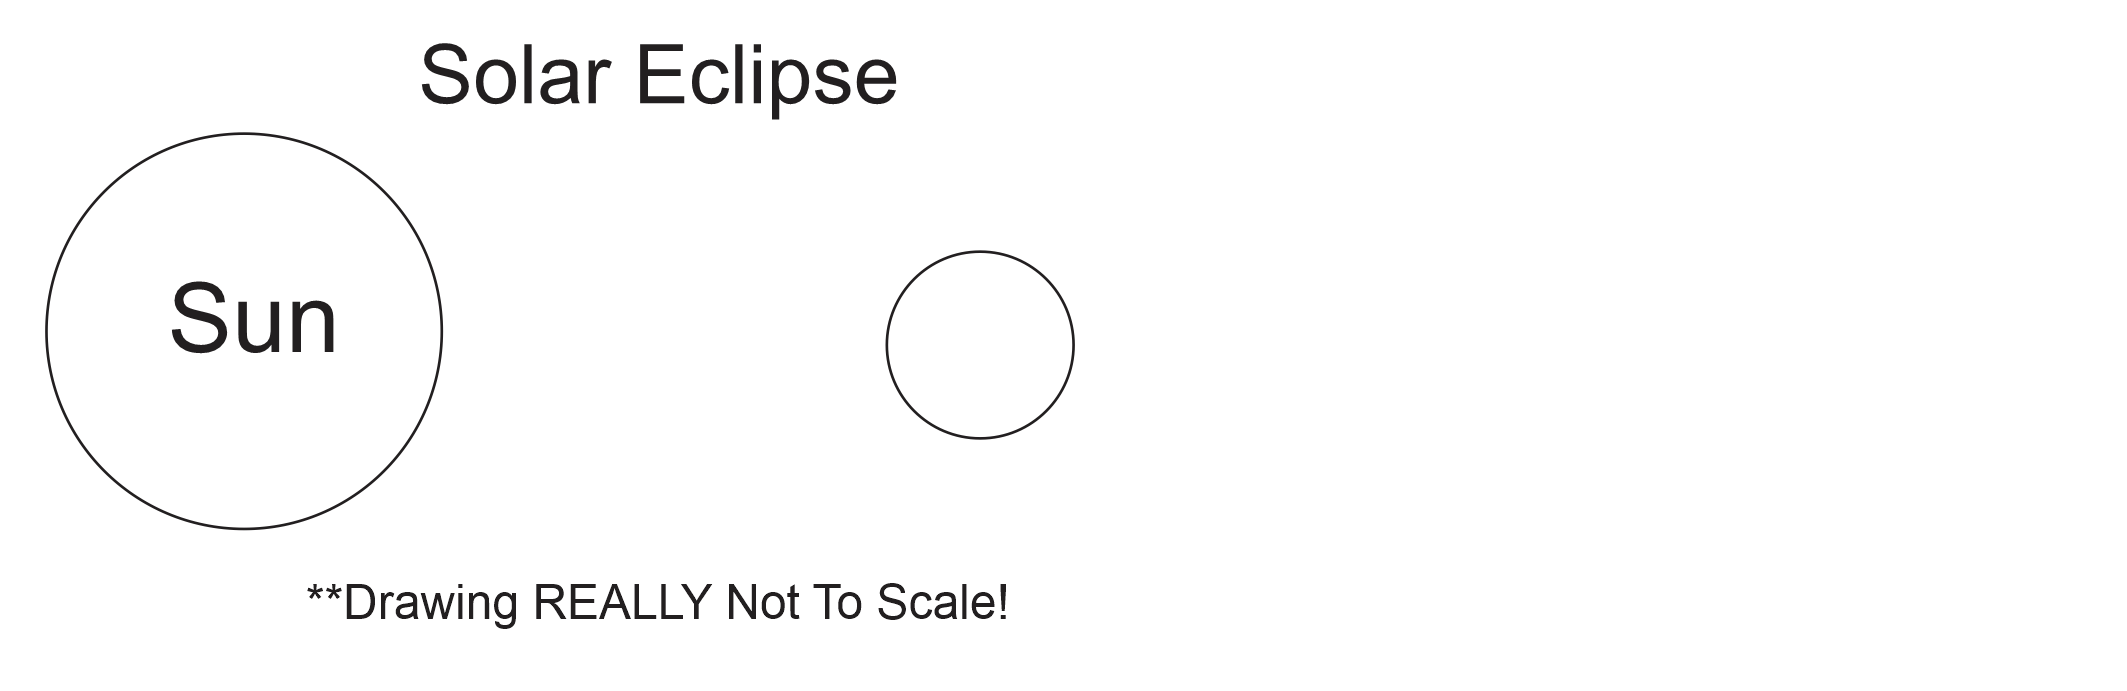 Solar Eclipse
Sun
**Drawing REALLY Not To Scale!